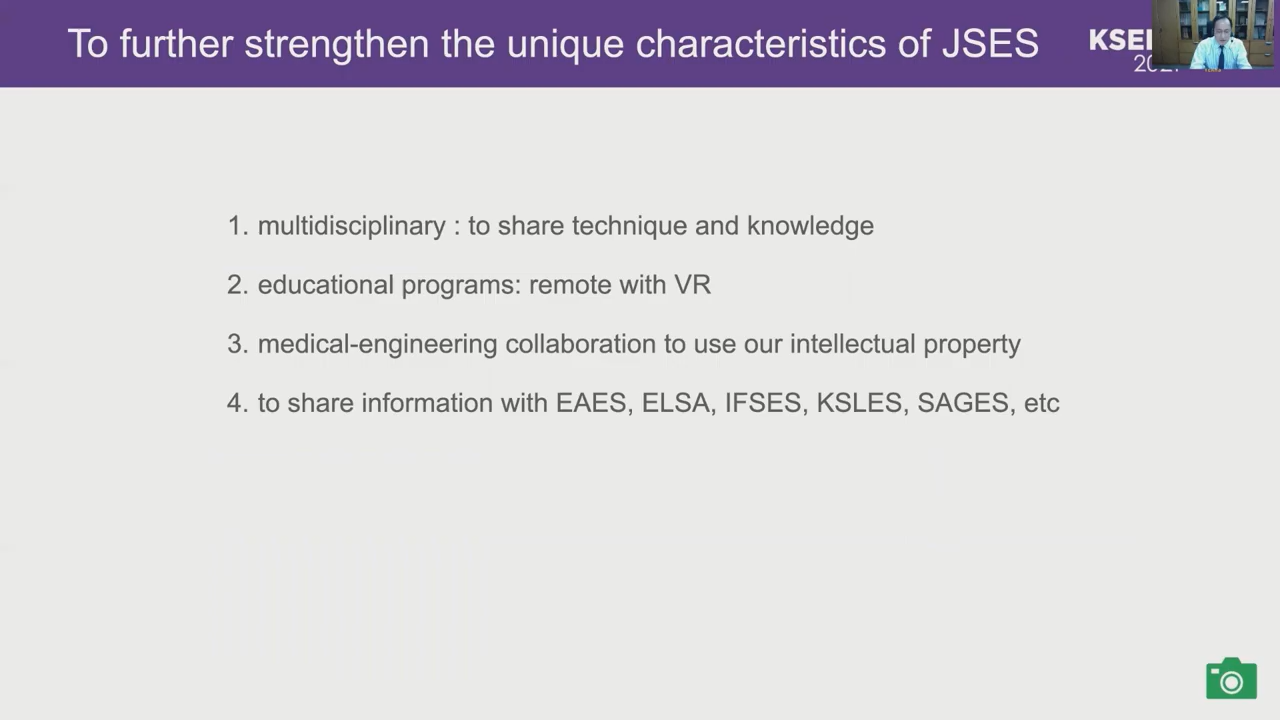 To further strengthen the unique characteristics of JSES
1. multidisciplinary : to share technique and knowledge
2. educational programs: remote with VR
3. medical-engineering collaboration to use our intellectual property
4. to share information with EAES, ELSA, IFSES, KSLES, SAGES, etc